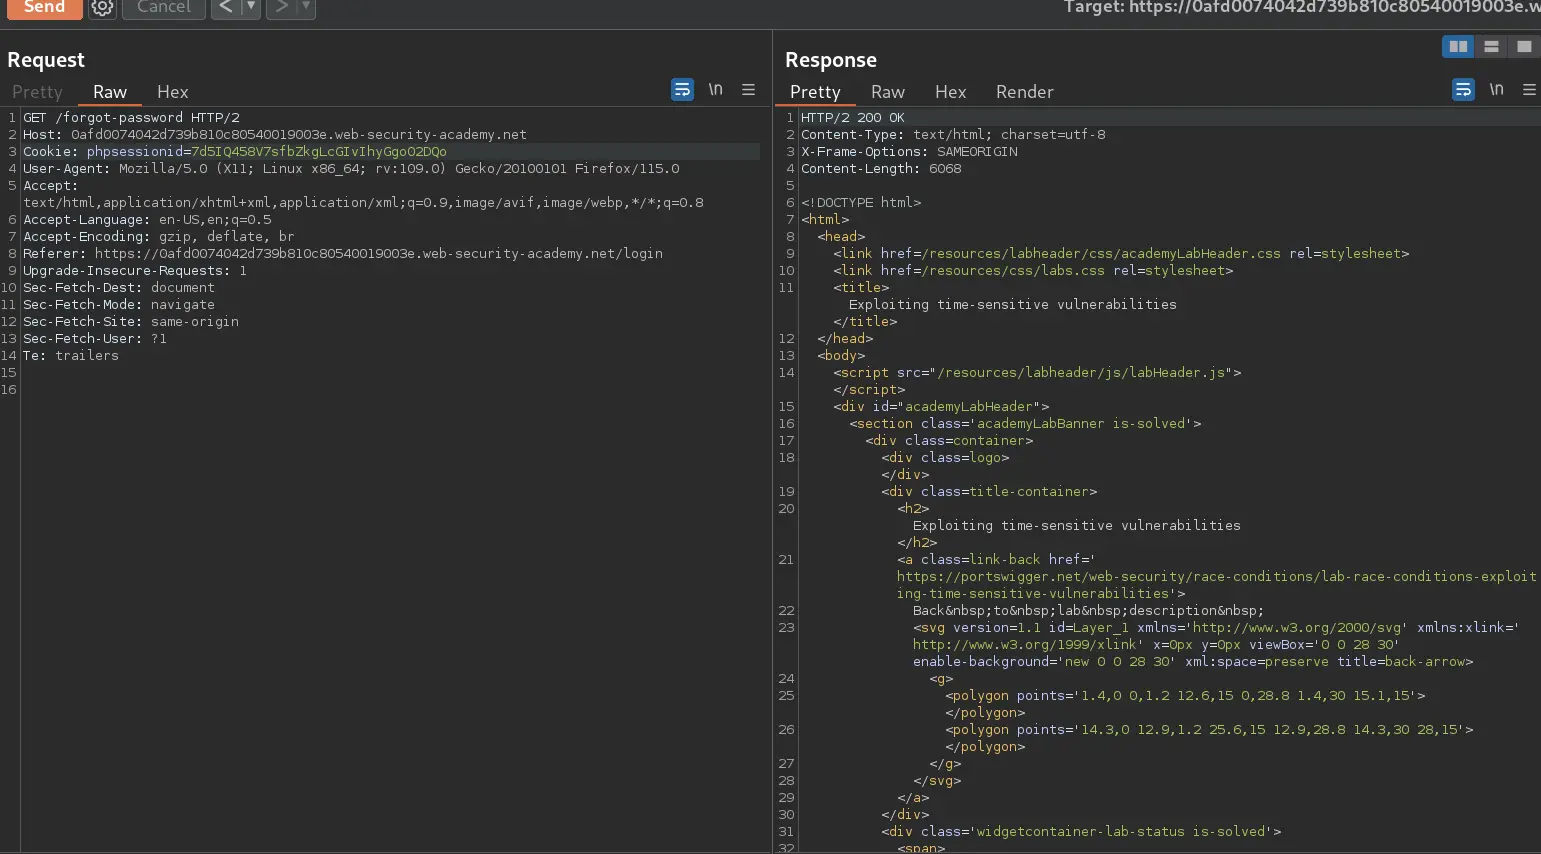 Send
Cancel
Target: https://0afd0074042d739b810c80540019003e.w
Request
Pretty Raw Hex
\n
1 GET /forgot-password HTTP/2
2 Host: 0afd0074042d739b810c80540019003e.web-security-academy.net
3 Cookie: phpsessionid=7d5IQ458V7sfbZkgLcGIvIhyGgoO2DQo
4 User-Agent: Mozilla/5.0 (X11; Linux x86_64; rv:109.0) Gecko/20100101 Firefox/115.0
5 Accept:
text/html,application/xhtml+xml,application/xml;q=0.9,image/avif,image/webp,*/*;q=0.8
6 Accept-Language: en-US,en;q=0.5
7 Accept-Encoding: gzip, deflate, br
8 Referer: https://0afd0074042d739b810c80540019003e.web-security-academy.net/login
9 Upgrade-Insecure-Requests: 1
10 Sec-Fetch-Dest: document
11 Sec-Fetch-Mode: navigate
12 Sec-Fetch-Site: same-origin
13 Sec-Fetch-User: ?1
14 Te: trailers
15
16
Response
Pretty Raw Hex Render
\n
1 HTTP/2 200 OK
2 Content-Type: text/html; charset=utf-8
3 X-Frame-Options: SAMEORIGIN
4 Content-Length: 6068
5
6 <!DOCTYPE html>
7 <html>
8 <head>
9 <link href=/resources/labheader/css/academyLabHeader.css rel=stylesheet>
10 <link href=/resources/css/labs.css rel=stylesheet>
11 <title>
Exploiting time-sensitive vulnerabilities
</title>
12 </head>
13 <body>
14 <script src="/resources/labheader/js/labHeader.js">
</script>
15 <div id="academyLabHeader">
16 <section class='academyLabBanner is-solved'>
17 <div class=container>
18 <div class=logo>
</div>
19 <div class=title-container>
20 <h2>
Exploiting time-sensitive vulnerabilities
</h2>
21 <a class=link-back href='
https://portswigger.net/web-security/race-conditions/lab-race-conditions-exploit
ing-time-sensitive-vulnerabilities'>
22 Back&nbsp;to&nbsp;lab&nbsp;description&nbsp;
23 <svg version=1.1 id=Layer_1 xmlns='http://www.w3.org/2000/svg' xmlns:xlink='
http://www.w3.org/1999/xlink' x=0px y=0px viewBox='0 0 28 30'
enable-background='new 0 0 28 30' xml:space=preserve title=back-arrow>
24 <g>
25 <polygon points='1.4,0 0,1.2 12.6,15 0,28.8 1.4,30 15.1,15'>
</polygon>
26 <polygon points='14.3,0 12.9,1.2 25.6,15 12.9,28.8 14.3,30 28,15'>
</polygon>
27 </g>
28 </svg>
29 </a>
30 </div>
31 <div class='widgetcontainer-lab-status is-solved'>
32 <span>